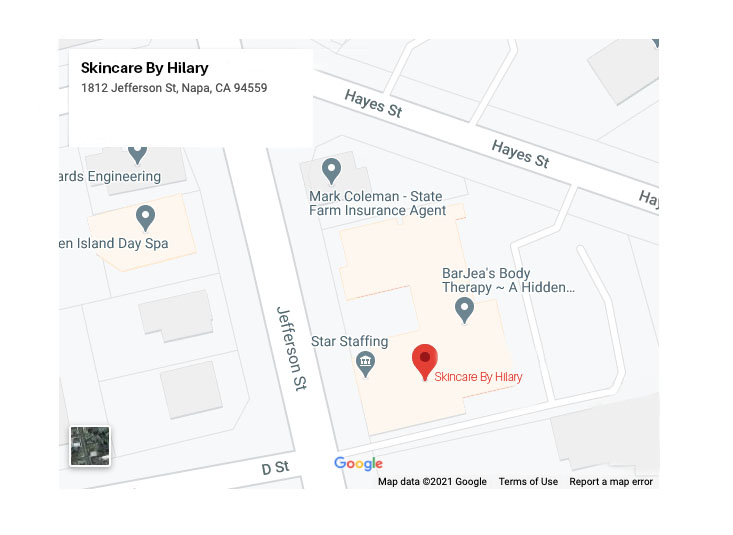 Skincare By Hilary
1812 Jefferson St, Napa, CA 94559
Hayes St
Hayes St
Hay
ards Engineering
Mark Coleman - State
Farm Insurance Agent
en Island Day Spa
BarJea's Body
Therapy ~ A Hidden...
Jefferson St
Star Staffing
Skincare By Hilary
D St
Google
Map data ©2021 Google
Terms of Use
Report a map error